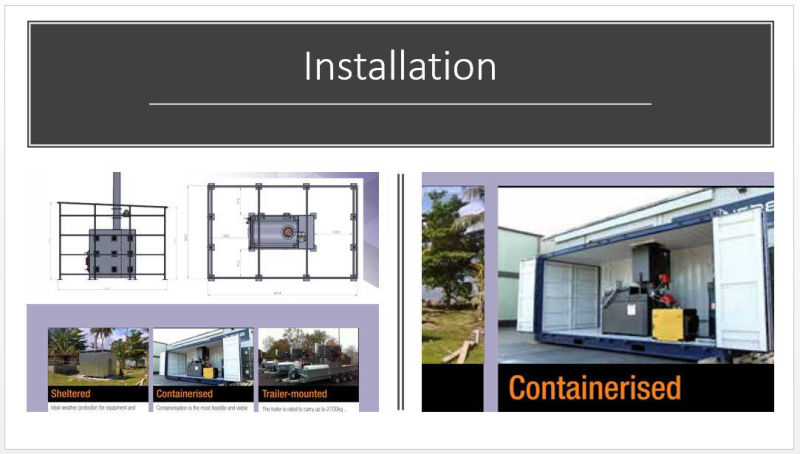 Installation
Sheltered
Containerised
Trailer-mounted
Ideal weather protection for equipment and
Containerisation is the most feasible and viable
The trailer is rated to carry up to 2700kg
Containerised